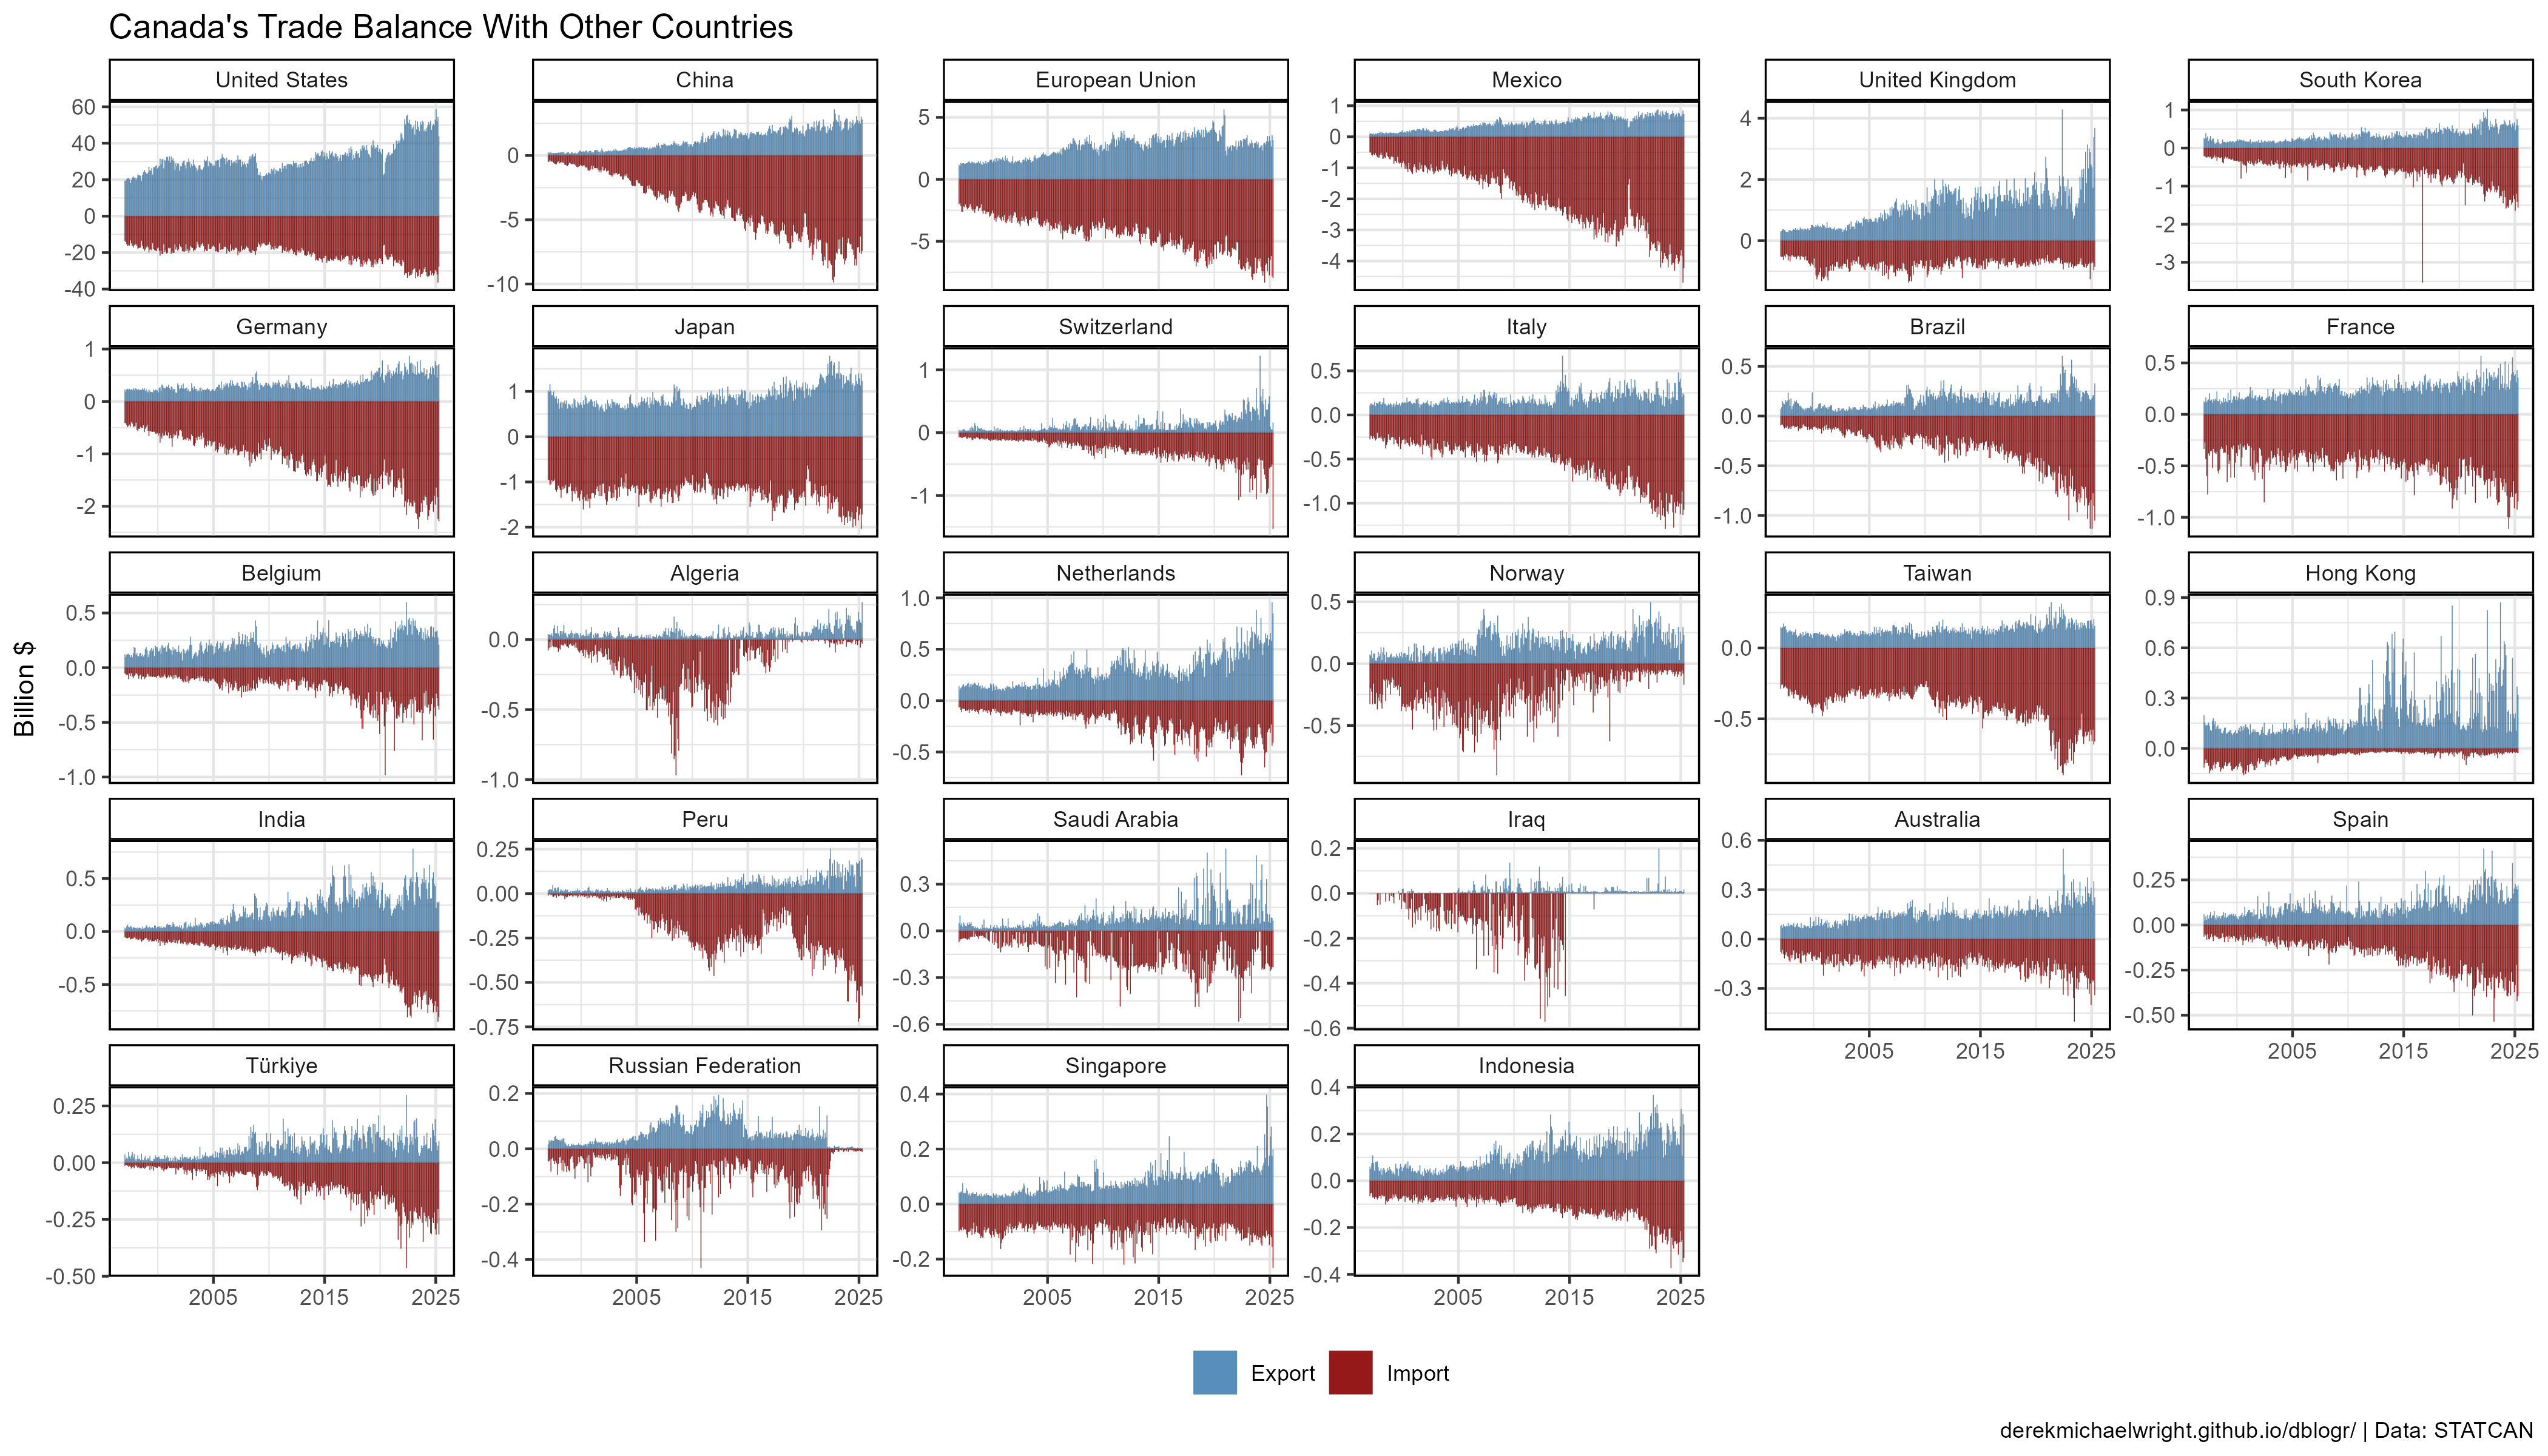 Canada's Trade Balance With Other Countries
United States
China
European Union
Mexico
United Kingdom
South Korea
60
40
20
0
-20
-40
0
-5
-10
5
0
-5
1
0
-1
-2
-3
-4
4
2
0
1
0
-1
-2
-3
Germany
Japan
Switzerland
Italy
Brazil
France
1
0
-1
-2
1
0
-1
-2
1
0
-1
0.5
0.0
-0.5
-1.0
0.5
0.0
-0.5
-1.0
0.5
0.0
-0.5
-1.0
Belgium
Algeria
Netherlands
Norway
Taiwan
Hong Kong
0.5
0.0
-0.5
-1.0
0.0
-0.5
-1.0
1.0
0.5
0.0
-0.5
0.5
0.0
-0.5
0.0
-0.5
0.9
0.6
0.3
0.0
Billion $
India
Peru
Saudi Arabia
Iraq
Australia
Spain
0.5
0.0
-0.5
0.25
0.00
-0.25
-0.50
-0.75
0.3
0.0
-0.3
-0.6
0.2
0.0
-0.2
-0.4
-0.6
0.6
0.3
0.0
-0.3
0.25
0.00
-0.25
-0.50
2005 2015 2025
2005 2015 2025
Türkiye
Russian Federation
Singapore
Indonesia
0.25
0.00
-0.25
-0.50
0.2
0.0
-0.2
-0.4
0.4
0.2
0.0
-0.2
0.4
0.2
0.0
-0.2
-0.4
2005 2015 2025
2005 2015 2025
2005 2015 2025
2005 2015 2025
Export Import
derekmichaelwright.github.io/dblogr/ | Data: STATCAN